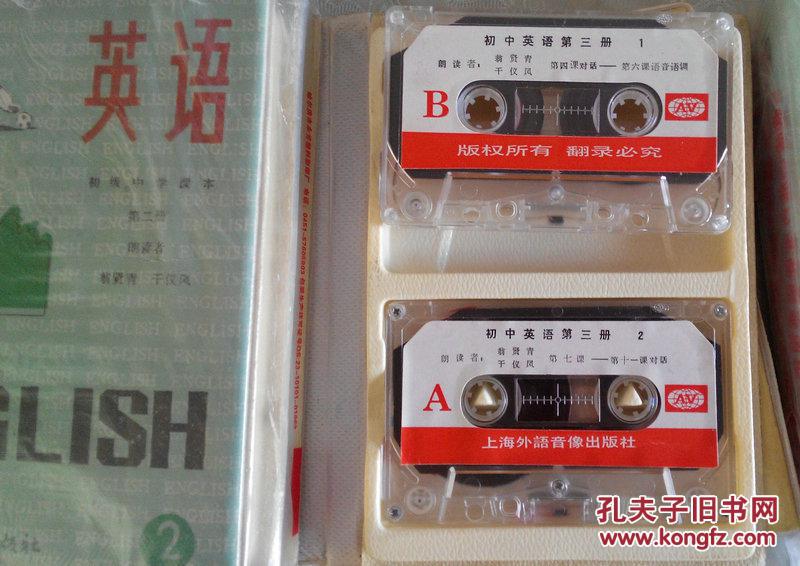 英语
初级中学课本
第二册
朗读者
翁贤青 干仪凤
ENGLISH
GLISH
2
初中英语第三册 1
朗读者：翁贤青 干仪凤 第四课对话——第六课语音语调
B
AV
版权所有 翻录必究
初中英语第三册 2
朗读者：翁贤青 干仪凤 第七课——第十一课对话
A
AV
上海外語音像出版社
孔夫子旧书网
www.kongfz.com